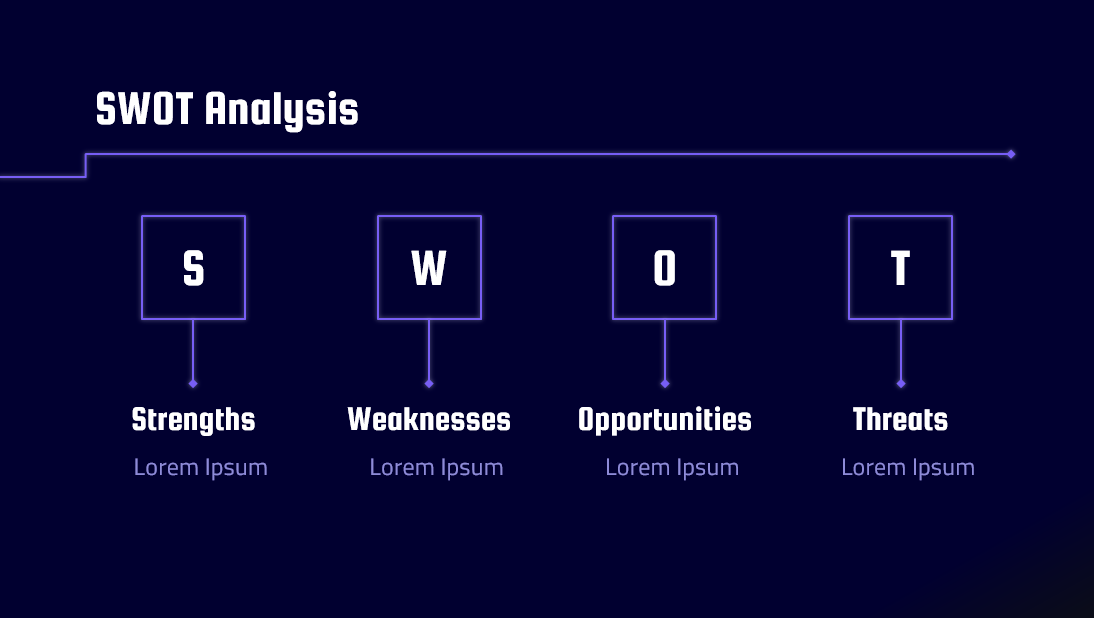 SWOT Analysis
S
W
O
T
Strengths
Weaknesses
Opportunities
Threats
Lorem Ipsum
Lorem Ipsum
Lorem Ipsum
Lorem Ipsum